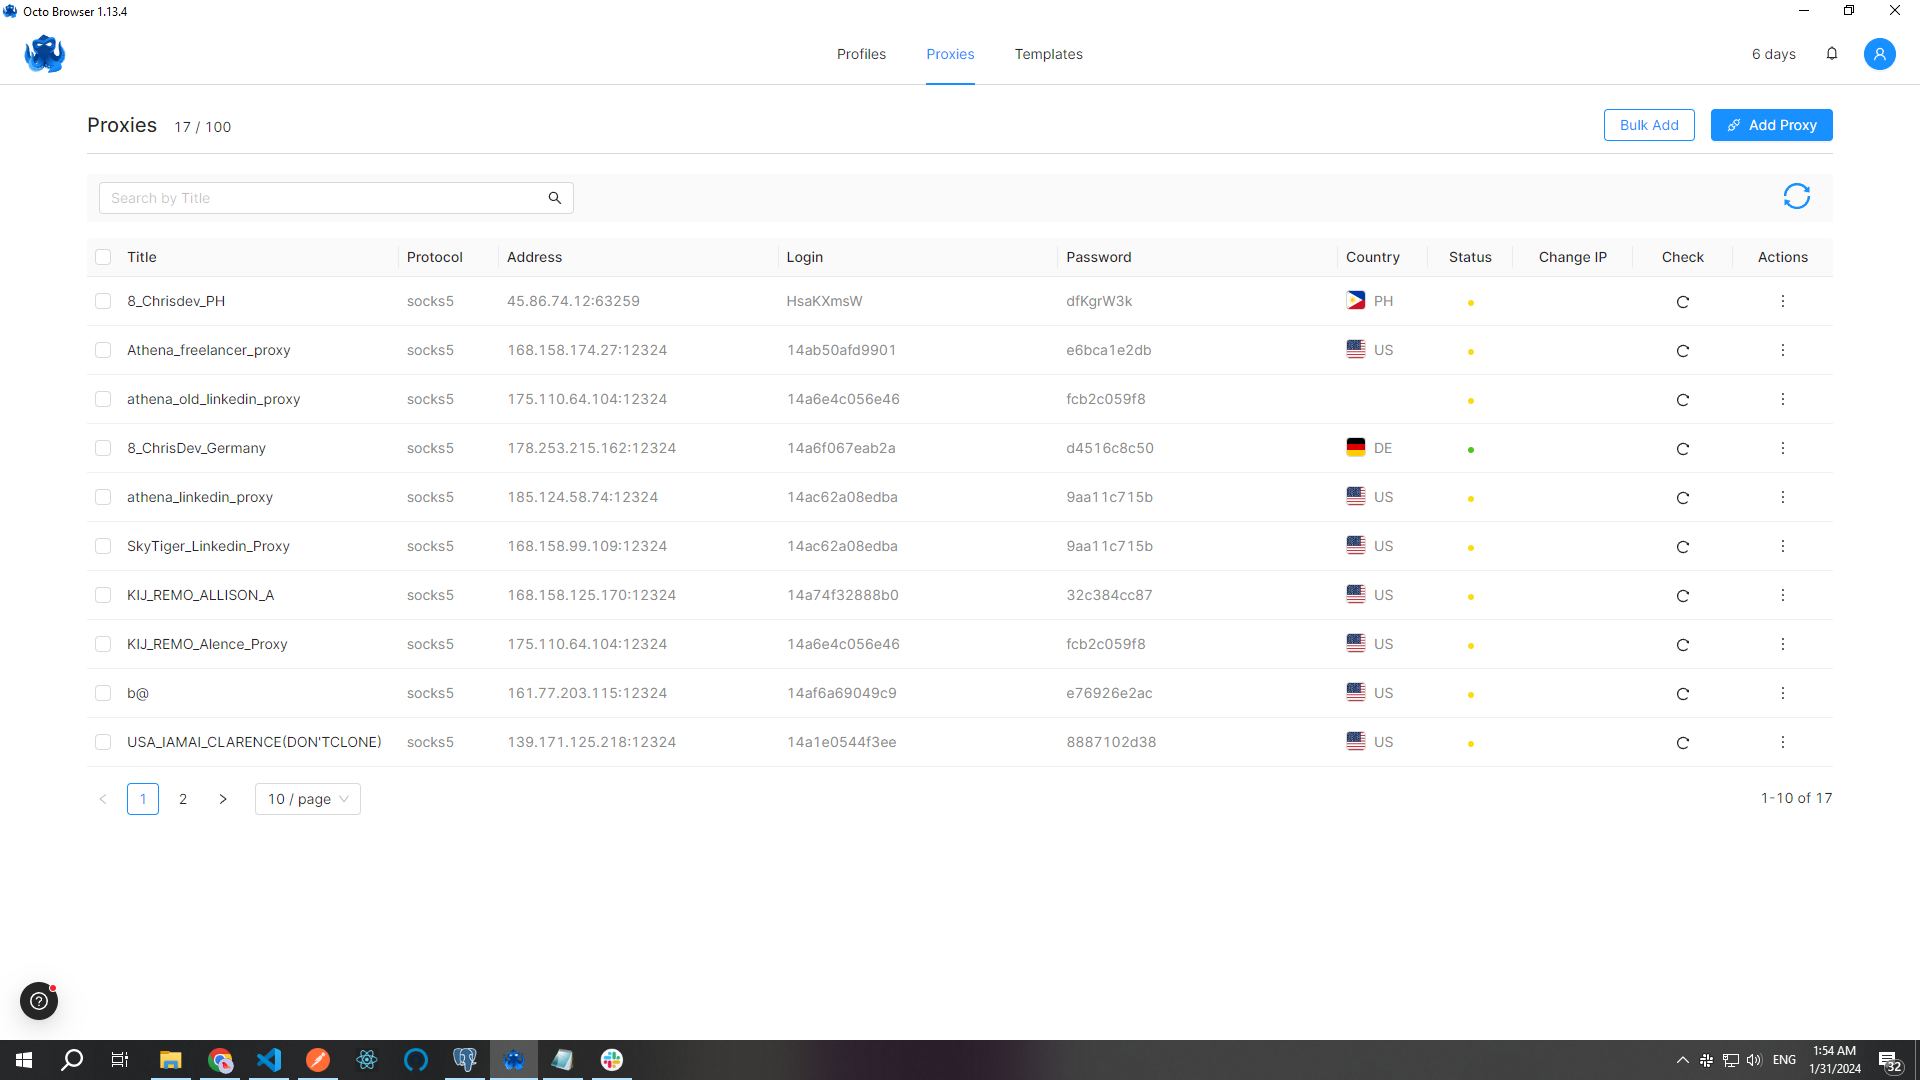 Octo Browser 1.13.4
Profiles Proxies Templates 6 days
Proxies 17 / 100 Bulk Add Add Proxy
Search by Title
Title Protocol Address Login Password Country Status Change IP Check Actions
8_Chrisdev_PH socks5 45.86.74.12:63259 HsaKXmsW dfKgrW3k PH
Athena_freelancer_proxy socks5 168.158.174.27:12324 14ab50afd9901 e6bca1e2db US
athena_old_linkedin_proxy socks5 175.110.64.104:12324 14a6e4c056e46 fcb2c059f8
8_ChrisDev_Germany socks5 178.253.215.162:12324 14a6f067eab2a d4516c8c50 DE
athena_linkedin_proxy socks5 185.124.58.74:12324 14ac62a08edba 9aa11c715b US
SkyTiger_Linkedin_Proxy socks5 168.158.99.109:12324 14ac62a08edba 9aa11c715b US
KIJ_REMO_ALLISON_A socks5 168.158.125.170:12324 14a74f32888b0 32c384cc87 US
KIJ_REMO_Alence_Proxy socks5 175.110.64.104:12324 14a6e4c056e46 fcb2c059f8 US
b@ socks5 161.77.203.115:12324 14af6a69049c9 e76926e2ac US
USA_IAMAI_CLARENCE(DON'TCLONE) socks5 139.171.125.218:12324 14a1e0544f3ee 8887102d38 US
1 2 10 / page 1-10 of 17
ENG 1:54 AM
1/31/2024 32